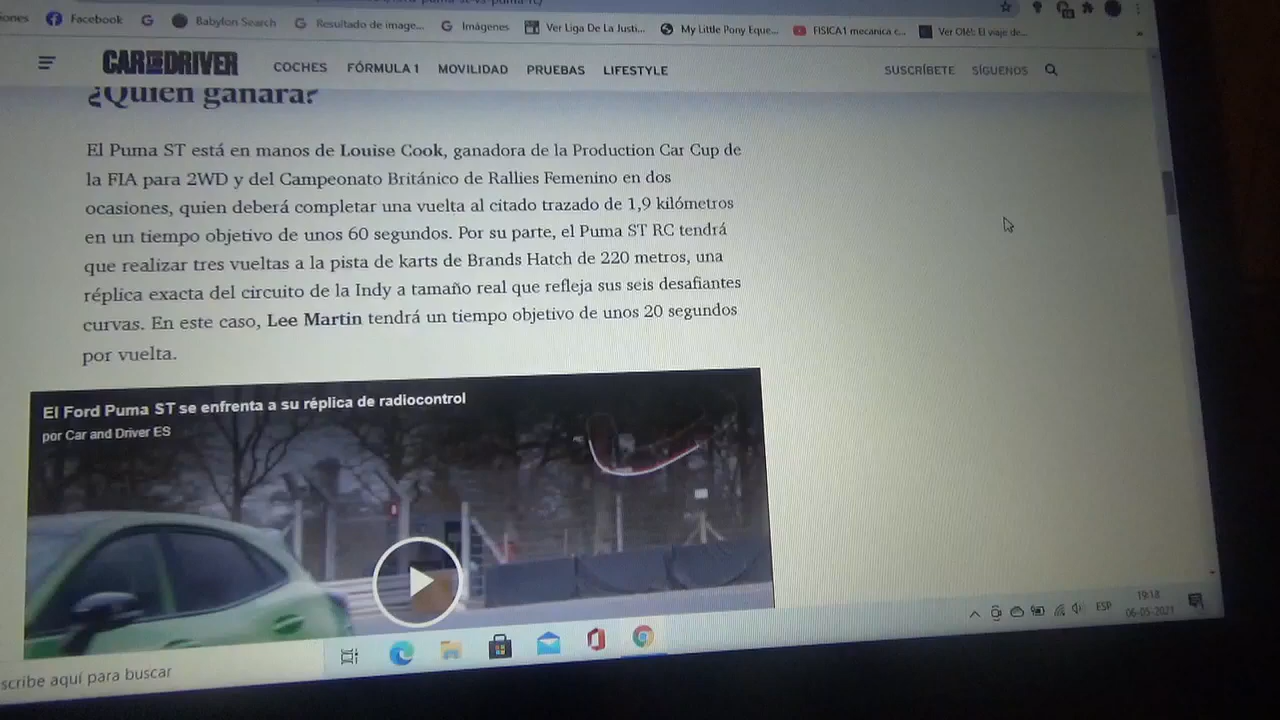 iones Facebook Babylon Search Resultado de image... Imágenes Ver Liga De La Justi... My Little Pony Eque... FISICA1 mecanica c... Ver Olé!: El viaje de... »
CAR AND DRIVER COCHES FÓRMULA 1 MOVILIDAD PRUEBAS LIFESTYLE SUSCRÍBETE SÍGUENOS
¿Quién ganará?
El Puma ST está en manos de Louise Cook, ganadora de la Production Car Cup de
la FIA para 2WD y del Campeonato Británico de Rallies Femenino en dos
ocasiones, quien deberá completar una vuelta al citado trazado de 1,9 kilómetros
en un tiempo objetivo de unos 60 segundos. Por su parte, el Puma ST RC tendrá
que realizar tres vueltas a la pista de karts de Brands Hatch de 220 metros, una
réplica exacta del circuito de la Indy a tamaño real que refleja sus seis desafiantes
curvas. En este caso, Lee Martin tendrá un tiempo objetivo de unos 20 segundos
por vuelta.
El Ford Puma ST se enfrenta a su réplica de radiocontrol
por Car and Driver ES
scribe aquí para buscar
ESP
19:18
06-05-2021